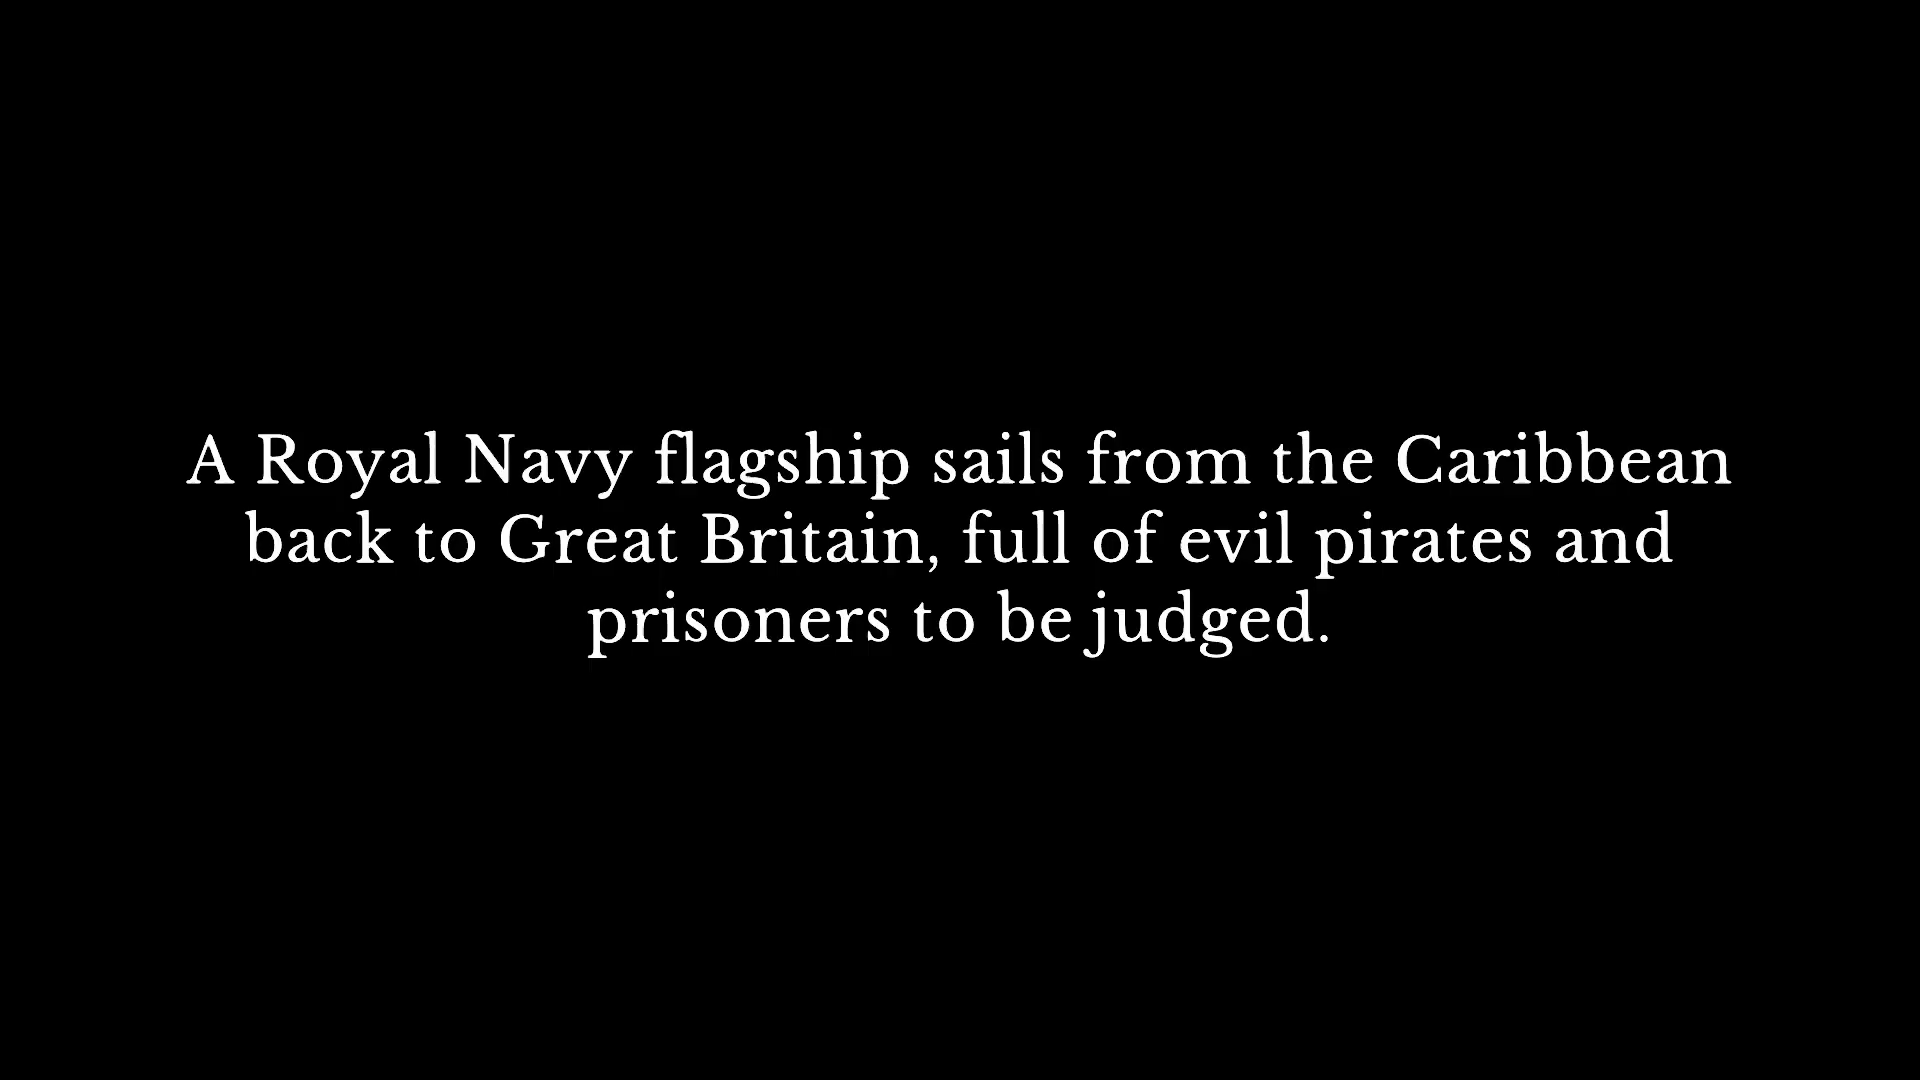 A Royal Navy flagship sails from the Caribbean
back to Great Britain, full of evil pirates and
prisoners to be judged.